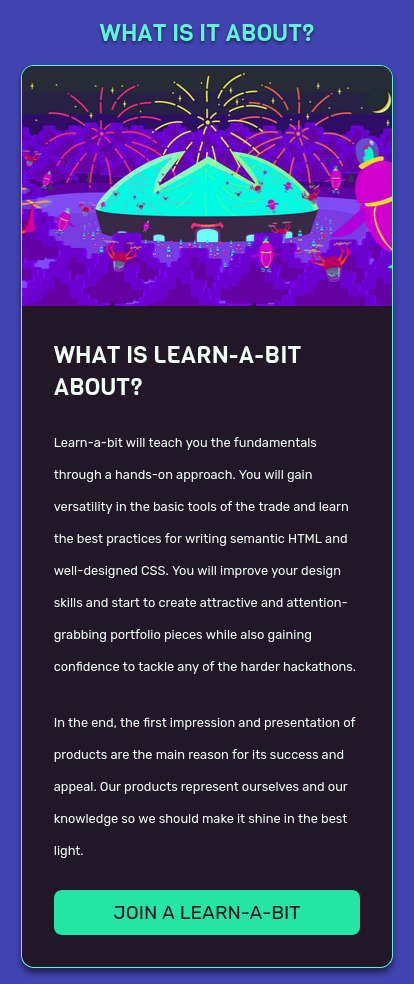 WHAT IS IT ABOUT?
WHAT IS LEARN-A-BIT
ABOUT?
Learn-a-bit will teach you the fundamentals
through a hands-on approach. You will gain
versatility in the basic tools of the trade and learn
the best practices for writing semantic HTML and
well-designed CSS. You will improve your design
skills and start to create attractive and attention-
grabbing portfolio pieces while also gaining
confidence to tackle any of the harder hackathons.
In the end, the first impression and presentation of
products are the main reason for its success and
appeal. Our products represent ourselves and our
knowledge so we should make it shine in the best
light.
JOIN A LEARN-A-BIT